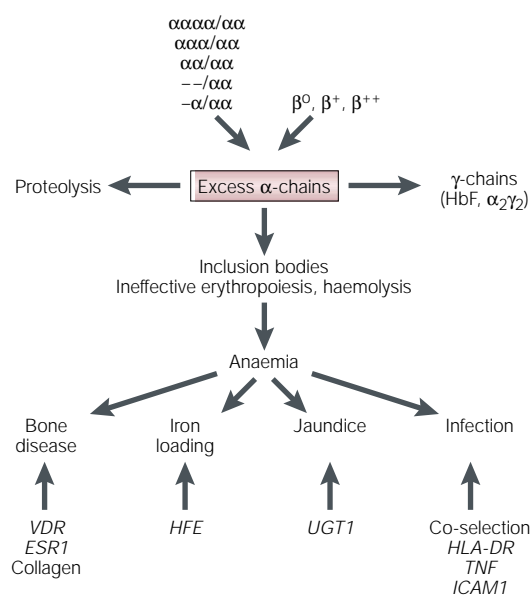 αααα/αα
ααα/αα
αα/αα
--/αα
-α/αα
β⁰, β⁺, β⁺⁺
Proteolysis
Excess α-chains
γ-chains
(HbF, α₂γ₂)
Inclusion bodies
Ineffective erythropoiesis, haemolysis
Anaemia
Bone
disease
Iron
loading
Jaundice
Infection
VDR
ESR1
Collagen
HFE
UGT1
Co-selection
HLA-DR
TNF
ICAM1